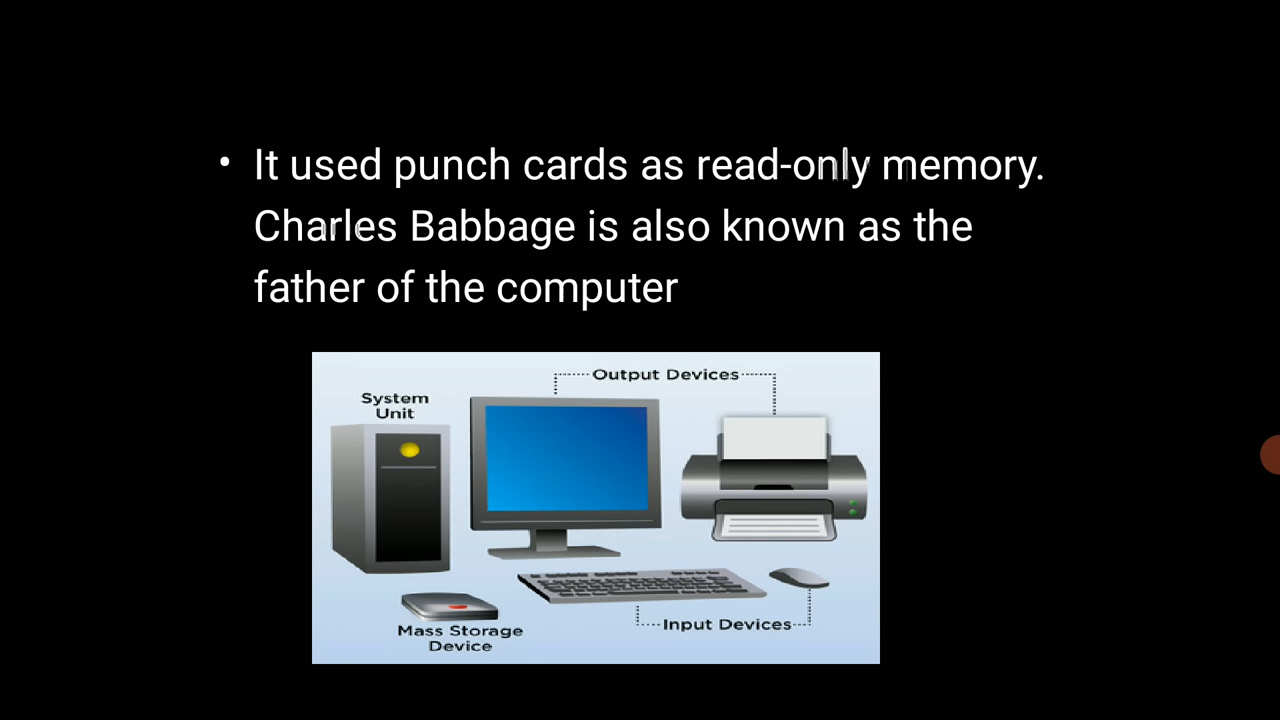 • It used punch cards as read-only memory.
Charles Babbage is also known as the
father of the computer
Output Devices
System
Unit
Input Devices
Mass Storage
Device